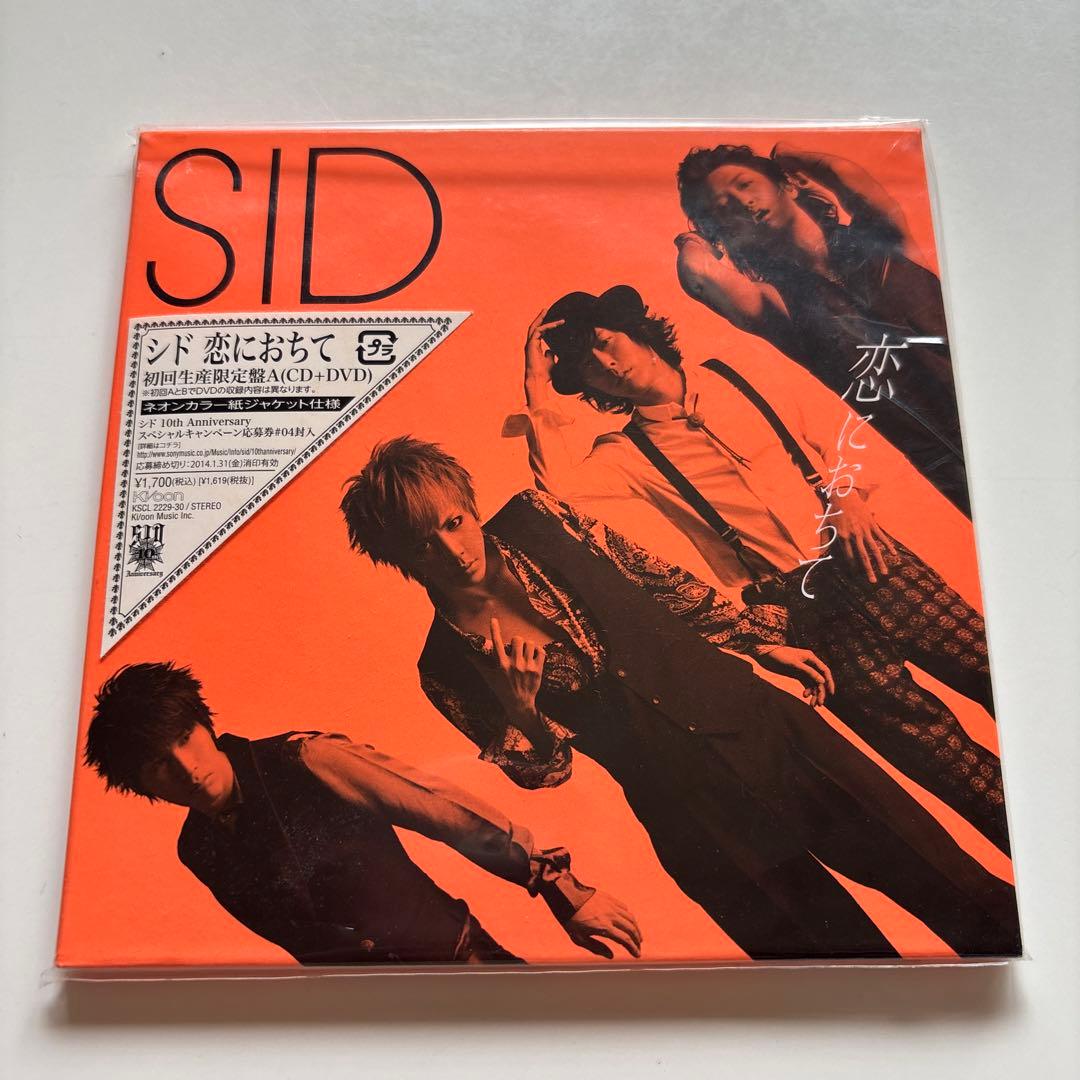 SID
シド 恋におちて
プラ
初回生産限定盤A(CD+DVD)
※初回AとBでDVDの収録内容は異なります。
ネオンカラー紙ジャケット仕様
シド 10th Anniversary
スペシャルキャンペーン応募券#04封入
[詳細はコチラ]
http://www.sonymusic.co.jp/Music/Info/sid/10thanniversary/
応募締め切り:2014.1.31(金)消印有効
¥1,700(税込) [¥1,619(税抜)]
Ki/oon
KSCL 2229-30 / STEREO
Ki/oon Music Inc.
SID
10th
Anniversary
恋におちて